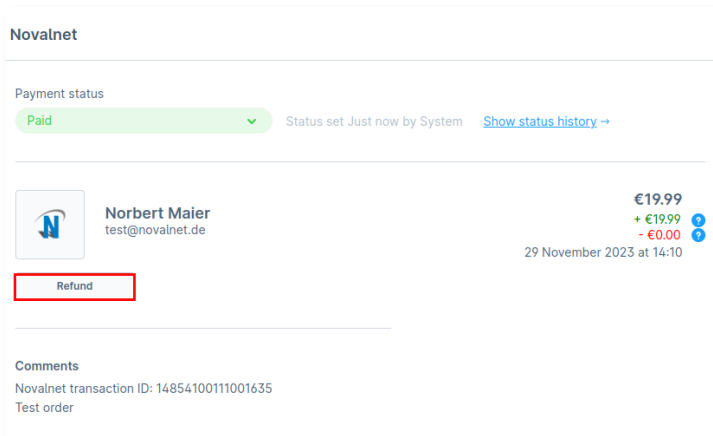 Novalnet
Payment status
Paid
Status set Just now by System
Show status history →
Norbert Maier
test@novalnet.de
€19.99
+ €19.99 ?
- €0.00 ?
29 November 2023 at 14:10
N
Refund
Comments
Novalnet transaction ID: 14854100111001635
Test order